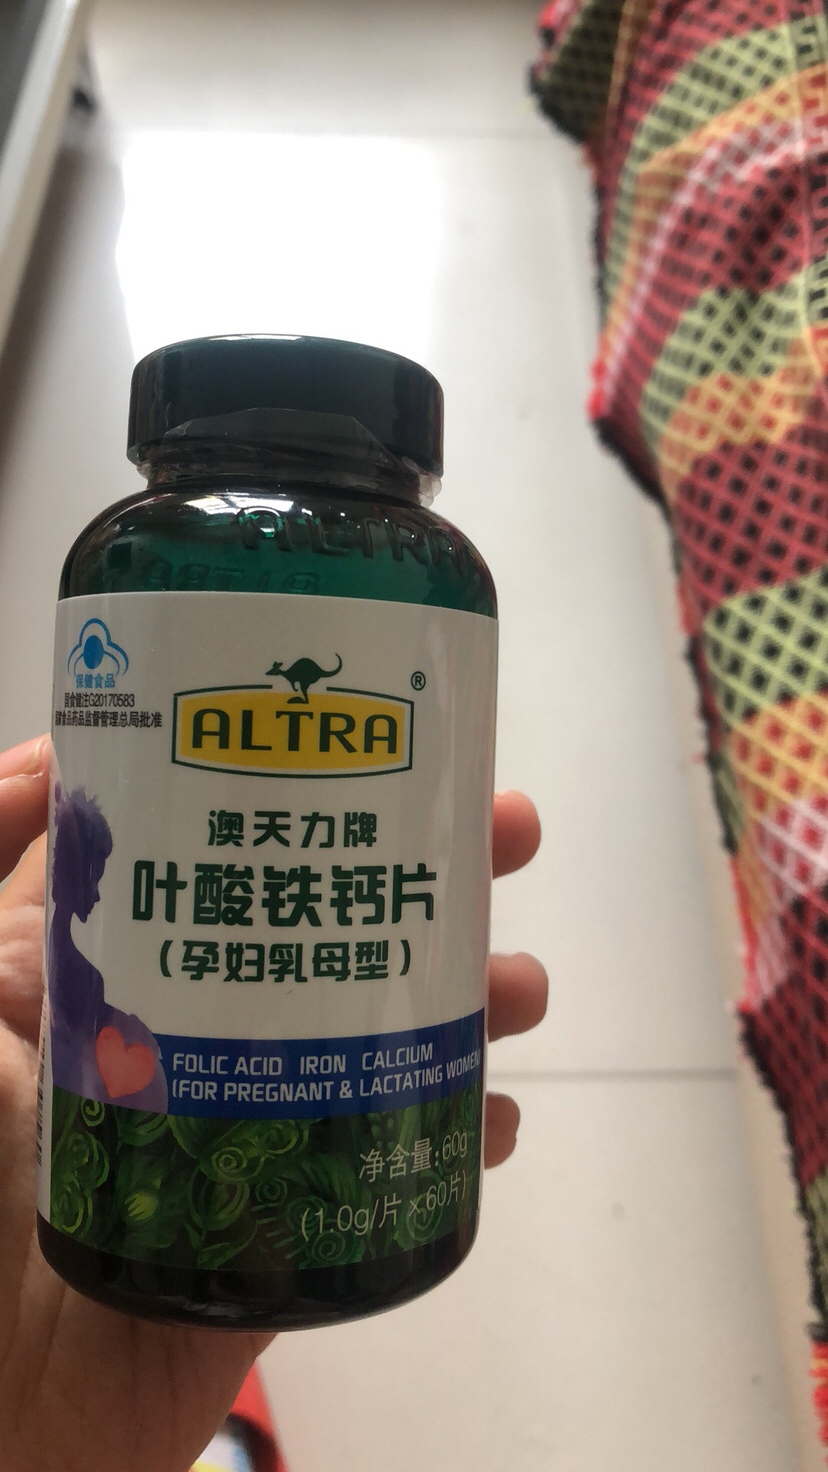 ALTRA
保健食品
国食健注G20170583
国家食品药品监督管理总局批准
ALTRA
®
澳天力牌
叶酸铁钙片
(孕妇乳母型)
FOLIC ACID IRON CALCIUM
(FOR PREGNANT & LACTATING WOMEN)
净含量:60g
(1.0g/片×60片)